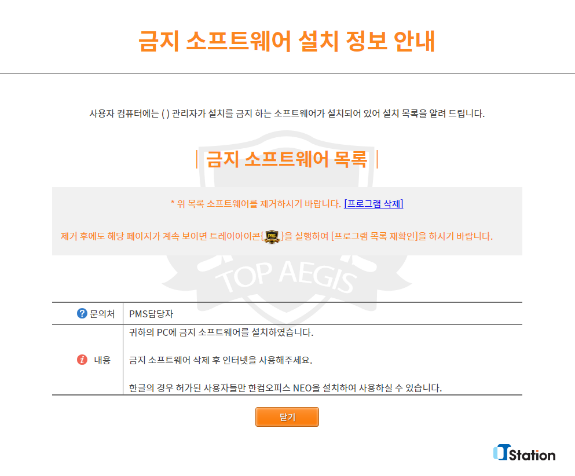 금지 소프트웨어 설치 정보 안내
사용자 컴퓨터에는 ( ) 관리자가 설치를 금지 하는 소프트웨어가 설치되어 있어 설치 목록을 알려 드립니다.
| 금지 소프트웨어 목록 |
* 위 목록 소프트웨어를 제거하시기 바랍니다. [프로그램 삭제]
제거 후에도 해당 페이지가 계속 보이면 트레이아이콘( )을 실행하여 [프로그램 목록 재확인]을 하시기 바랍니다.
TOP AEGIS
문의처 PMS담당자
귀하의 PC에 금지 소프트웨어를 설치하였습니다.
내용 금지 소프트웨어 삭제 후 인터넷을 사용해주세요.
한글의 경우 허가된 사용자들만 한컴오피스 NEO을 설치하여 사용하실 수 있습니다.
닫기
ITStation